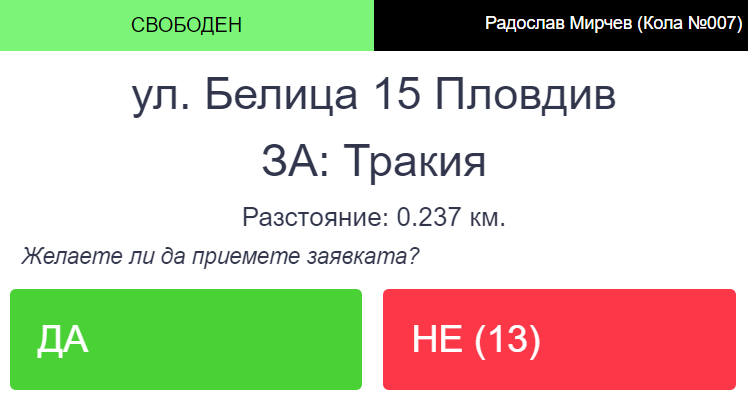 СВОБОДЕН
Радослав Мирчев (Кола №007)
ул. Белица 15 Пловдив
ЗА: Тракия
Разстояние: 0.237 км.
Желаете ли да приемете заявката?
ДА
НЕ (13)